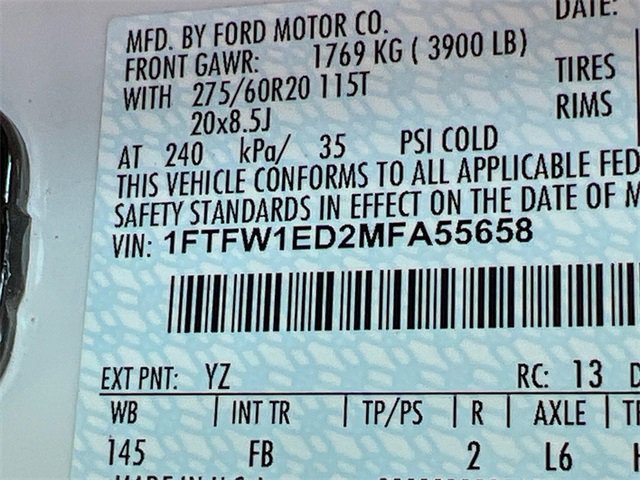 DATE:
MFD. BY FORD MOTOR CO.
FRONT GAWR: 1769 KG ( 3900 LB)
WITH 275/60R20 115T TIRES
20x8.5J RIMS
AT 240 kPa/ 35 PSI COLD
THIS VEHICLE CONFORMS TO ALL APPLICABLE FED
SAFETY STANDARDS IN EFFECT ON THE DATE OF M
VIN: 1FTFW1ED2MFA55658
EXT PNT: YZ RC: 13 D
WB | INT TR | TP/PS | R | AXLE | T
145 FB 2 L6
MADE IN U.S.A.